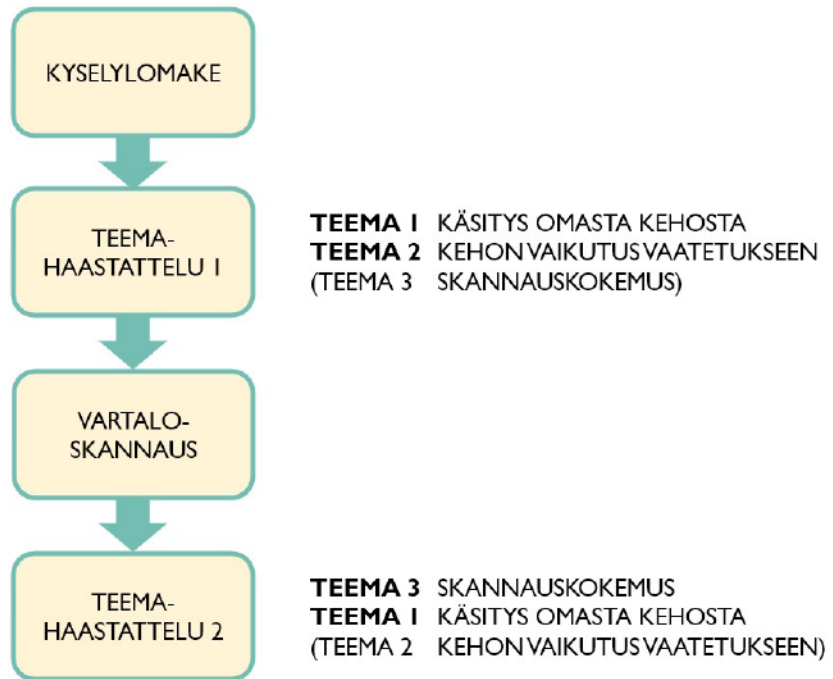 KYSELYLOMAKE
TEEMA-
HAASTATTELU 1
TEEMA 1 KÄSITYS OMASTA KEHOSTA
TEEMA 2 KEHON VAIKUTUS VAATETUKSEEN
(TEEMA 3 SKANNAUSKOKEMUS)
VARTALO-
SKANNAUS
TEEMA-
HAASTATTELU 2
TEEMA 3 SKANNAUSKOKEMUS
TEEMA 1 KÄSITYS OMASTA KEHOSTA
(TEEMA 2 KEHON VAIKUTUS VAATETUKSEEN)